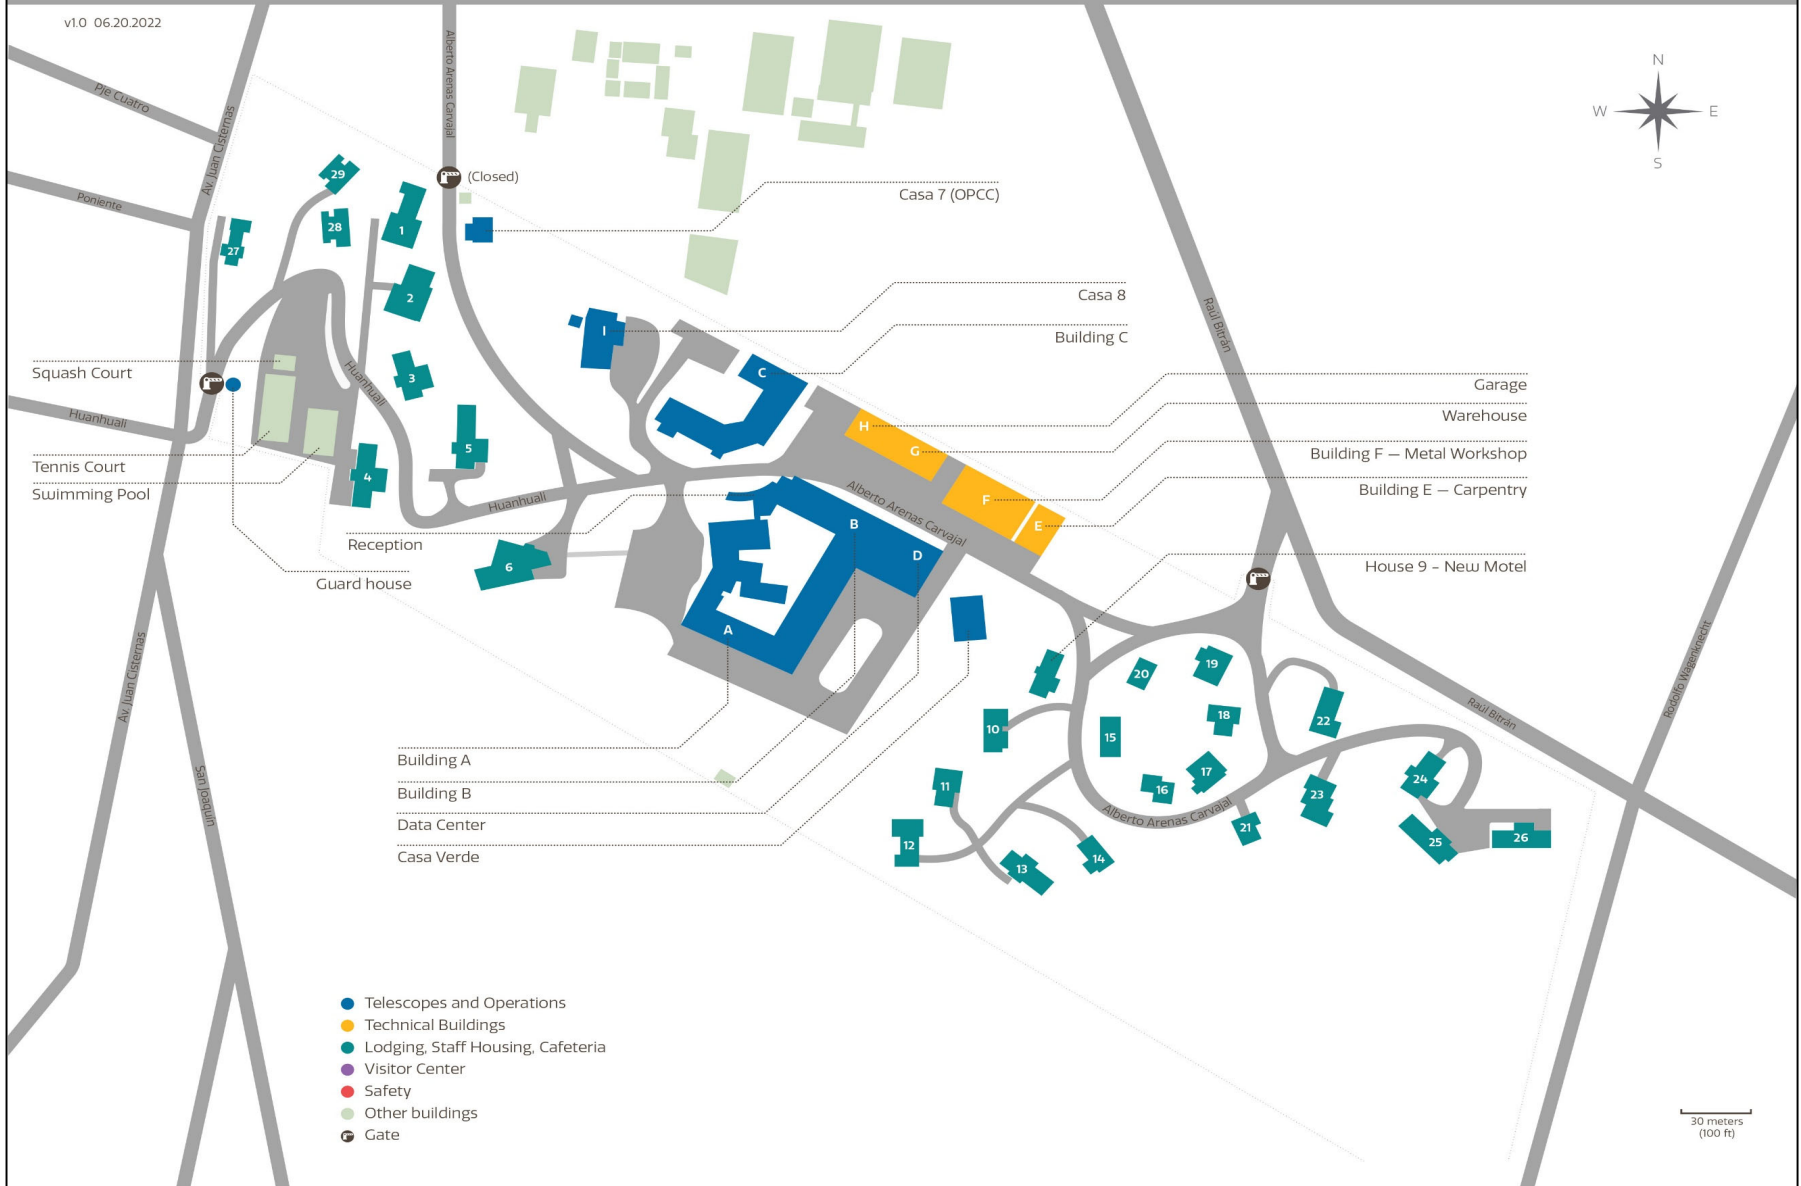 v1.0 06.20.2022
Pje Cuatro
Av. Juan Cisternas
Alberto Arenas Carvajal
N
W
E
S
(Closed)
Poniente
Casa 7 (OPCC)
29
28
27
1
2
3
Casa 8
Building C
Raúl Bitrán
I
C
Squash Court
Huanhuali
Huanhuali
Garage
Warehouse
Building F – Metal Workshop
Building E – Carpentry
H
G
F
E
Tennis Court
Swimming Pool
4
5
Huanhuali
Alberto Arenas Carvajal
Reception
B
D
Guard house
6
House 9 - New Motel
A
Av. Juan Cisternas
Rodolfo Wagenknecht
Raúl Bitrán
20
19
10
15
18
22
17
16
11
23
24
Alberto Arenas Carvajal
21
12
13
14
25
26
San Joaquín
Building A
Building B
Data Center
Casa Verde
Telescopes and Operations
Technical Buildings
Lodging, Staff Housing, Cafeteria
Visitor Center
Safety
Other buildings
Gate
30 meters
(100 ft)